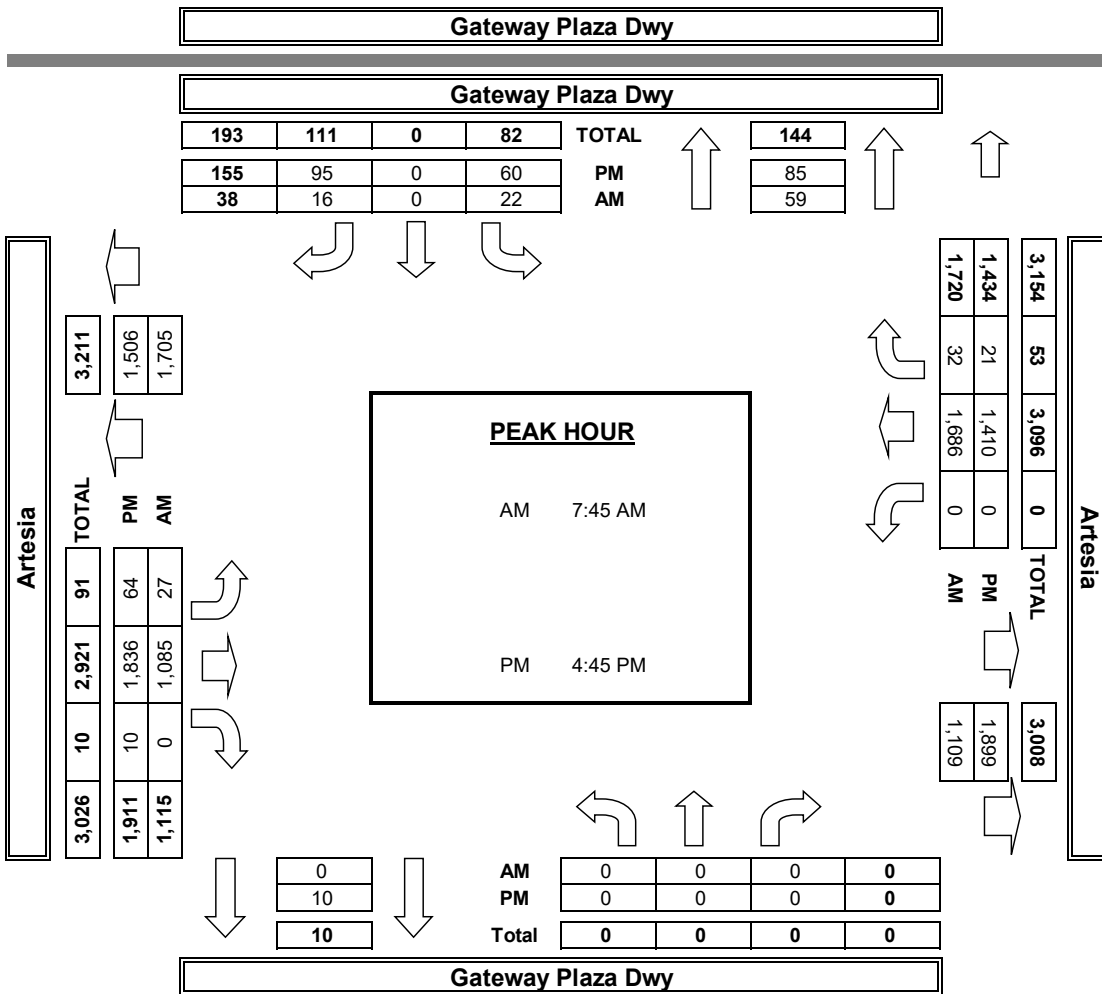 Gateway Plaza Dwy
Gateway Plaza Dwy
193 111 0 82 TOTAL 144
155 95 0 60 PM 85
38 16 0 22 AM 59
Artesia
3,211
1,506
1,705
TOTAL
PM
AM
91 2,921 10 3,026
64 1,836 10 1,911
27 1,085 0 1,115
PEAK HOUR
AM 7:45 AM
PM 4:45 PM
3,154 53 3,096 0 TOTAL
1,434 21 1,410 0 PM
1,720 32 1,686 0 AM
3,008
1,899
1,109
Artesia
0 AM 0 0 0 0
10 PM 0 0 0 0
10 Total 0 0 0 0
Gateway Plaza Dwy